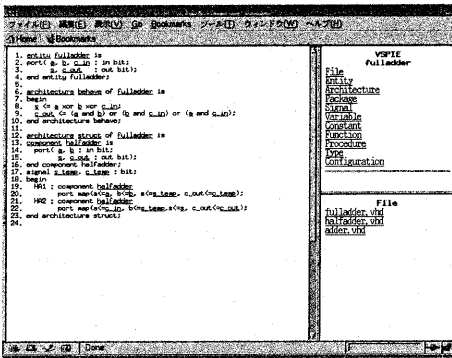 ファイル(F) 編集(E) 表示(V) Go Bookmarks ツール(T) ウィンドウ(W) ヘルプ(H)
Home Bookmarks
1. entity fulladder is
2. port( a, b, c_in : in bit;
3. s, c_out : out bit);
4. end entity fulladder;
5.
6. architecture behave of fulladder is
7. begin
8. s <= a xor b xor c_in;
9. c_out <= (a and b) or (b and c_in) or (a and c_in);
10. end architecture behave;
11.
12. architecture struct of fulladder is
13. component halfadder is
14. port( a, b : in bit;
15. s, c_out : out bit);
16. end component halfadder;
17. signal s_temp, c_temp : bit;
18. begin
19. HA1 : component halfadder
20. port map(a<=a, b<=b, s<=s_temp, c_out<=c_temp);
21. HA2 : component halfadder
22. port map(a<=c_in, b<=s_temp,s<=s, c_out<=c_out);
23. end architecture struct;
24.
VSPIE
fulladder
File
Entity
Architecture
Package
Signal
Variable
Constant
Function
Procedure
Type
Configuration
File
fulladder.vhd
halfadder.vhd
adder.vhd
Done